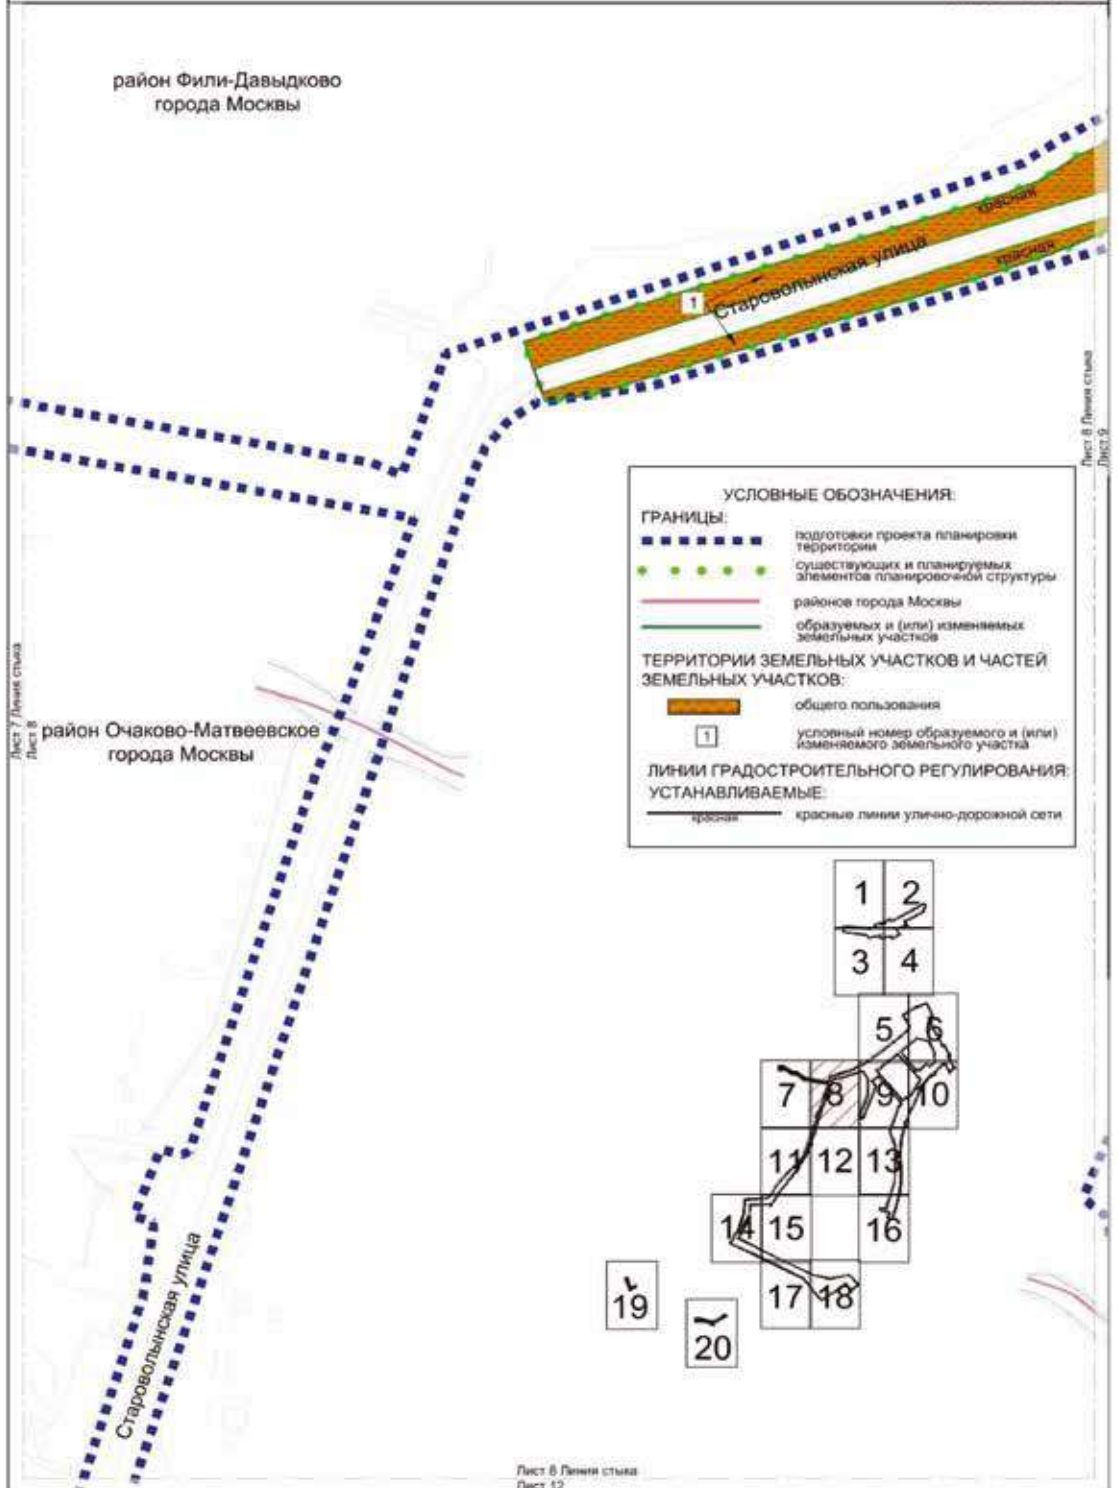 район Фили-Давыдково
города Москвы
красная
Староволынская улица
красная
1
Лист 8 Линия стыка
Лист 9
УСЛОВНЫЕ ОБОЗНАЧЕНИЯ:
ГРАНИЦЫ:
подготовки проекта планировки
территории
существующих и планируемых
элементов планировочной структуры
районов города Москвы
образуемых и (или) изменяемых
земельных участков
ТЕРРИТОРИИ ЗЕМЕЛЬНЫХ УЧАСТКОВ И ЧАСТЕЙ
ЗЕМЕЛЬНЫХ УЧАСТКОВ:
общего пользования
1
условный номер образуемого и (или)
изменяемого земельного участка
ЛИНИИ ГРАДОСТРОИТЕЛЬНОГО РЕГУЛИРОВАНИЯ:
УСТАНАВЛИВАЕМЫЕ:
красная
красные линии улично-дорожной сети
Лист 7 Линия стыка
Лист 8
район Очаково-Матвеевское
города Москвы
1 2
3 4
5 6
7 8 9 10
11 12 13
14 15 16
17 18
19
20
Староволынская улица
Лист 8 Линия стыка
Лист 12